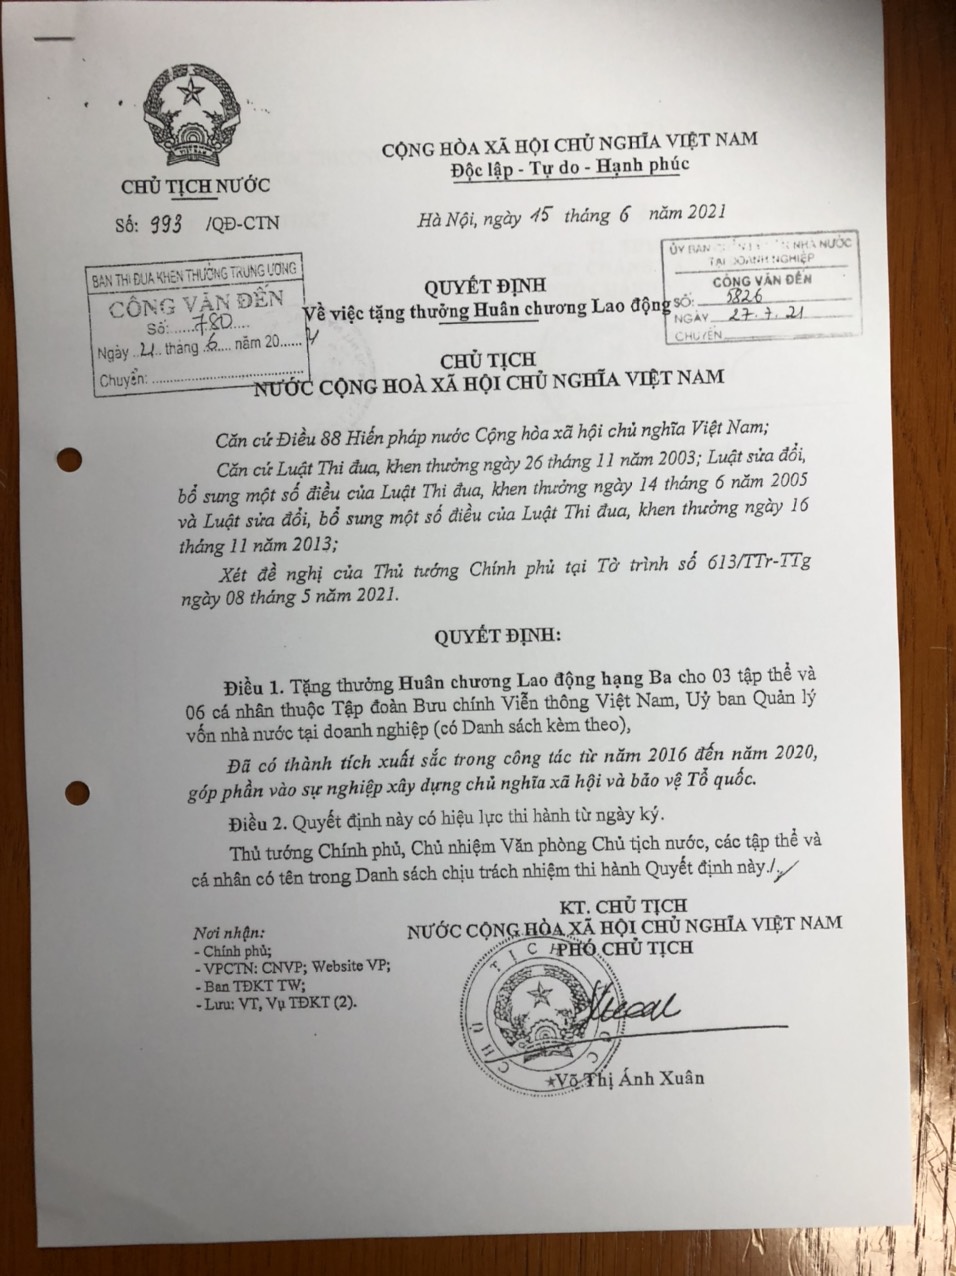 CHỦ TỊCH NƯỚC
Số: 993 /QĐ-CTN
CỘNG HÒA XÃ HỘI CHỦ NGHĨA VIỆT NAM
Độc lập - Tự do - Hạnh phúc
Hà Nội, ngày 15 tháng 6 năm 2021
BAN THI ĐUA KHEN THƯỞNG TRUNG ƯƠNG
CÔNG VĂN ĐẾN
Số: ......780....
Ngày ..21.. tháng ..6.. năm 20......
Chuyển: ..............................
ỦY BAN NHÀ NƯỚC
TẠI DOANH NGHIỆP
CÔNG VĂN ĐẾN
SỐ: 5826
NGÀY 27.7.21
CHUYỂN
QUYẾT ĐỊNH
Về việc tặng thưởng Huân chương Lao động
CHỦ TỊCH
NƯỚC CỘNG HOÀ XÃ HỘI CHỦ NGHĨA VIỆT NAM
Căn cứ Điều 88 Hiến pháp nước Cộng hòa xã hội chủ nghĩa Việt Nam;
Căn cứ Luật Thi đua, khen thưởng ngày 26 tháng 11 năm 2003; Luật sửa đổi,
bổ sung một số điều của Luật Thi đua, khen thưởng ngày 14 tháng 6 năm 2005
và Luật sửa đổi, bổ sung một số điều của Luật Thi đua, khen thưởng ngày 16
tháng 11 năm 2013;
Xét đề nghị của Thủ tướng Chính phủ tại Tờ trình số 613/TTr-TTg
ngày 08 tháng 5 năm 2021.
QUYẾT ĐỊNH:
Điều 1. Tặng thưởng Huân chương Lao động hạng Ba cho 03 tập thể và
06 cá nhân thuộc Tập đoàn Bưu chính Viễn thông Việt Nam, Uỷ ban Quản lý
vốn nhà nước tại doanh nghiệp (có Danh sách kèm theo),
Đã có thành tích xuất sắc trong công tác từ năm 2016 đến năm 2020,
góp phần vào sự nghiệp xây dựng chủ nghĩa xã hội và bảo vệ Tổ quốc.
Điều 2. Quyết định này có hiệu lực thi hành từ ngày ký.
Thủ tướng Chính phủ, Chủ nhiệm Văn phòng Chủ tịch nước, các tập thể và
cá nhân có tên trong Danh sách chịu trách nhiệm thi hành Quyết định này./.
Nơi nhận:
- Chính phủ;
- VPCTN: CNVP; Website VP;
- Ban TĐKT TW;
- Lưu: VT, Vụ TĐKT (2).
KT. CHỦ TỊCH
NƯỚC CỘNG HÒA XÃ HỘI CHỦ NGHĨA VIỆT NAM
PHÓ CHỦ TỊCH
Võ Thị Ánh Xuân